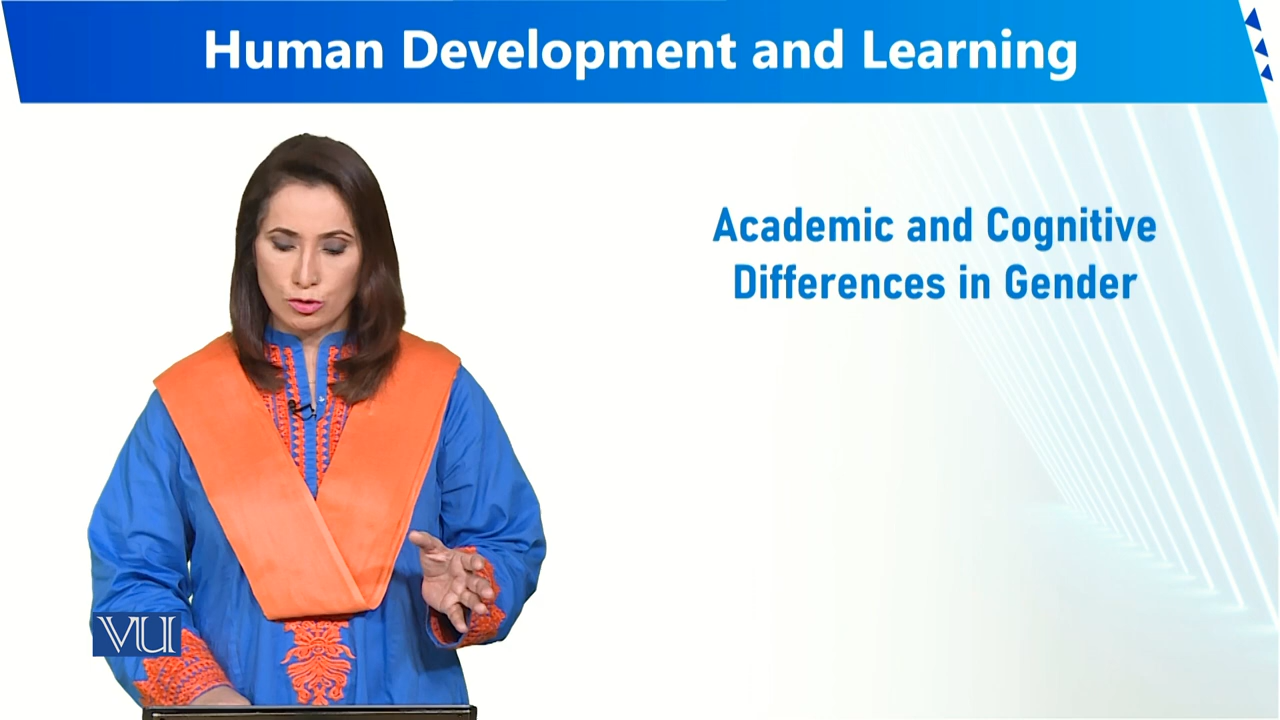 Human Development and Learning
Academic and Cognitive
Differences in Gender
VU